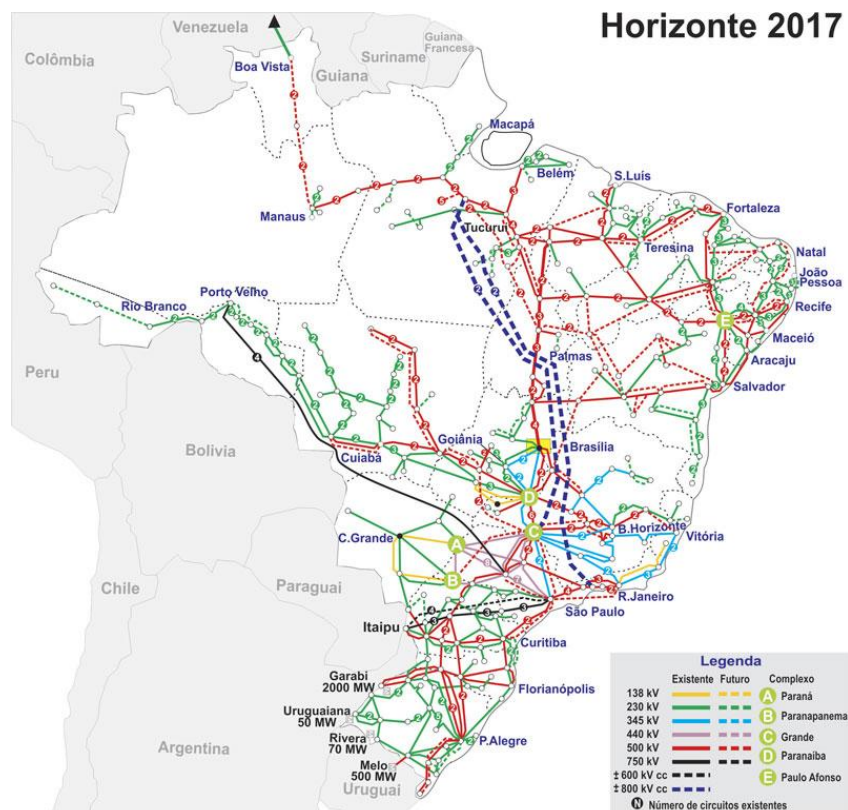 Horizonte 2017
Venezuela
Guiana
Francesa
Suriname
Colômbia
Guiana
Boa Vista
Macapá
Belém
S.Luis
Manaus
Fortaleza
Tucuruí
Teresina
Natal
João
Pessoa
Recife
Porto Velho
Rio Branco
E
Maceió
Palmas
Aracaju
Peru
Salvador
Goiânia
Brasília
Bolivia
Cuiabá
D
B.Horizonte
Vitória
C.Grande
A
C
B
Chile
Paraguai
R.Janeiro
São Paulo
Itaipu
Curitiba
Garabi
2000 MW
Florianópolis
Uruguaiana
50 MW
Rivera
70 MW
P.Alegre
Melo
500 MW
Argentina
Uruguai
Legenda
Existente Futuro Complexo
138 kV A Paraná
230 kV B Paranapanema
345 kV C Grande
440 kV D Paranaíba
500 kV E Paulo Afonso
750 kV
± 600 kV cc
± 800 kV cc
N Número de circuitos existentes